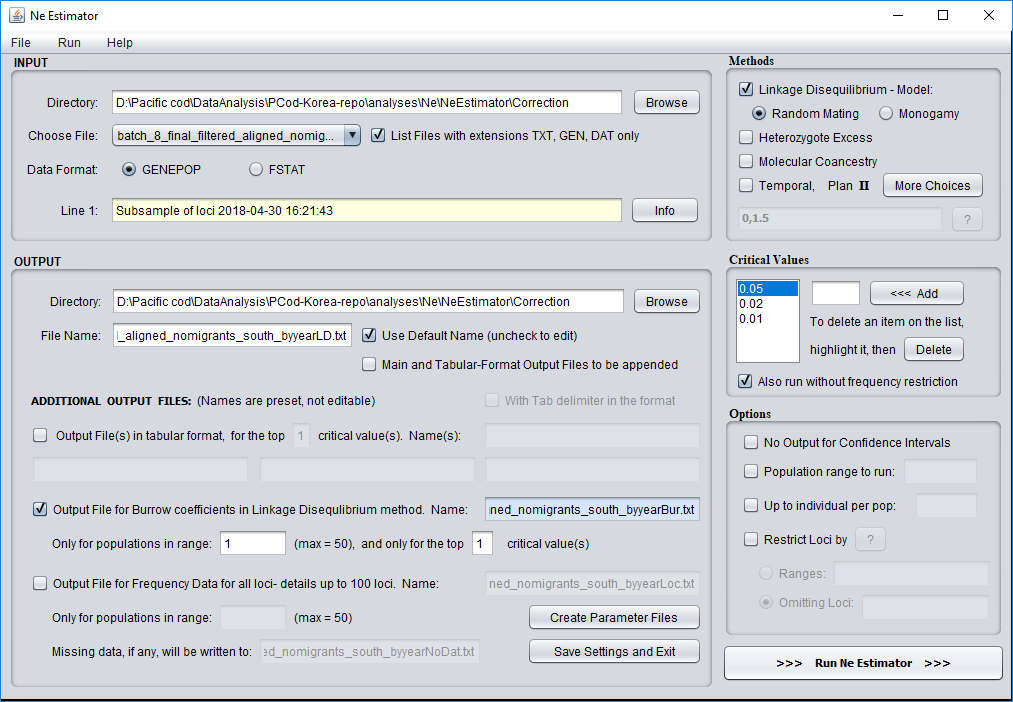 Ne Estimator
File Run Help
INPUT
Directory: D:\Pacific cod\DataAnalysis\PCod-Korea-repo\analyses\Ne\NeEstimator\Correction Browse
Choose File: batch_8_final_filtered_aligned_nomig... List Files with extensions TXT, GEN, DAT only
Data Format: GENEPOP FSTAT
Line 1: Subsample of loci 2018-04-30 16:21:43 Info
OUTPUT
Directory: D:\Pacific cod\DataAnalysis\PCod-Korea-repo\analyses\Ne\NeEstimator\Correction Browse
File Name: l_aligned_nomigrants_south_byyearLD.txt Use Default Name (uncheck to edit)
Main and Tabular-Format Output Files to be appended
ADDITIONAL OUTPUT FILES: (Names are preset, not editable) With Tab delimiter in the format
Output File(s) in tabular format, for the top 1 critical value(s). Name(s):
Output File for Burrow coefficients in Linkage Disequlibrium method. Name: ned_nomigrants_south_byyearBur.txt
Only for populations in range: 1 (max = 50), and only for the top 1 critical value(s)
Output File for Frequency Data for all loci- details up to 100 loci. Name: ned_nomigrants_south_byyearLoc.txt
Only for populations in range: (max = 50) Create Parameter Files
Missing data, if any, will be written to: ed_nomigrants_south_byyearNoDat.txt Save Settings and Exit
Methods
Linkage Disequilibrium - Model:
Random Mating Monogamy
Heterozygote Excess
Molecular Coancestry
Temporal, Plan II More Choices
0,1.5 ?
Critical Values
0.05 <<< Add
0.02
0.01 To delete an item on the list,
highlight it, then Delete
Also run without frequency restriction
Options
No Output for Confidence Intervals
Population range to run:
Up to individual per pop:
Restrict Loci by ?
Ranges:
Omitting Loci:
>>> Run Ne Estimator >>>